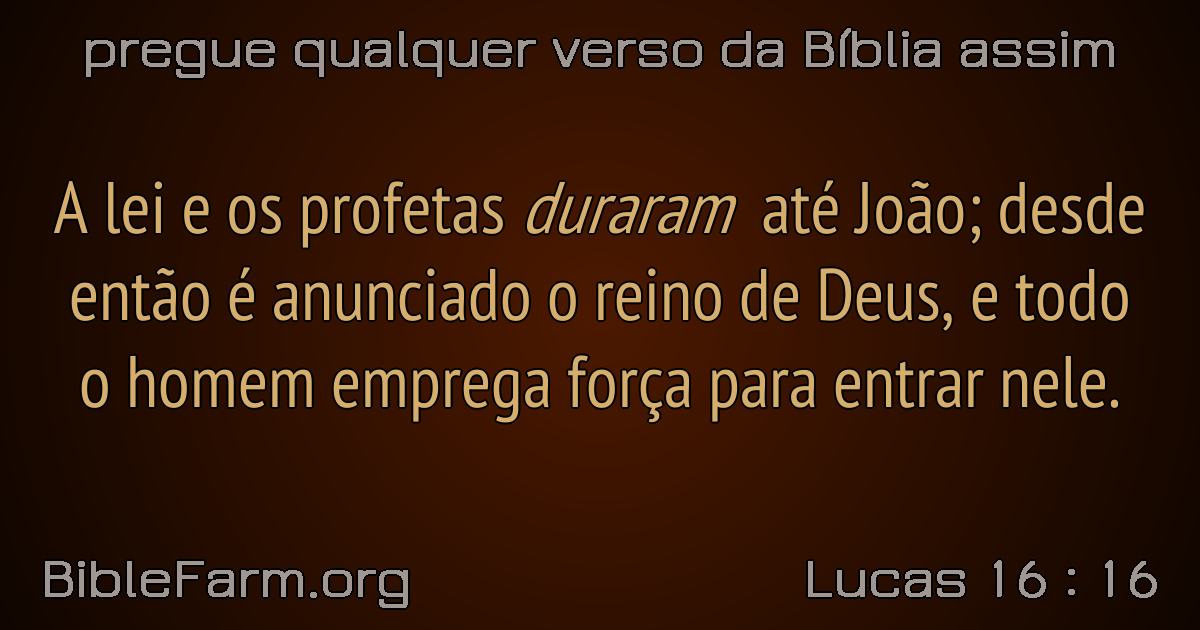 pregue qualquer verso da Bíblia assim
A lei e os profetas duraram até João; desde
então é anunciado o reino de Deus, e todo
o homem emprega força para entrar nele.
BibleFarm.org
Lucas 16 : 16